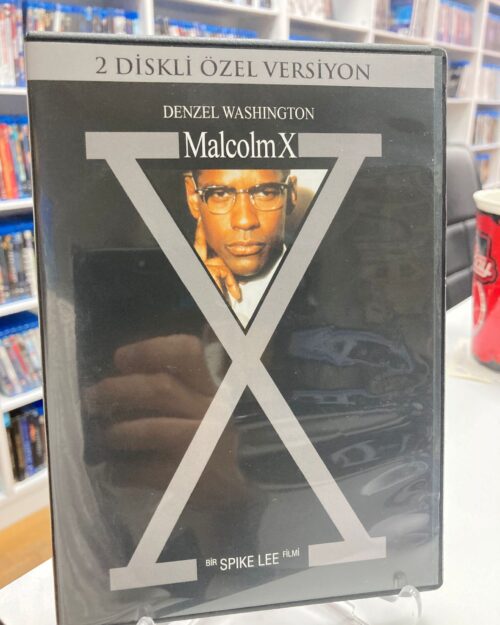 2 DİSKLİ ÖZEL VERSİYON
DENZEL WASHINGTON
Malcolm X
X
BİR SPIKE LEE FİLMİ